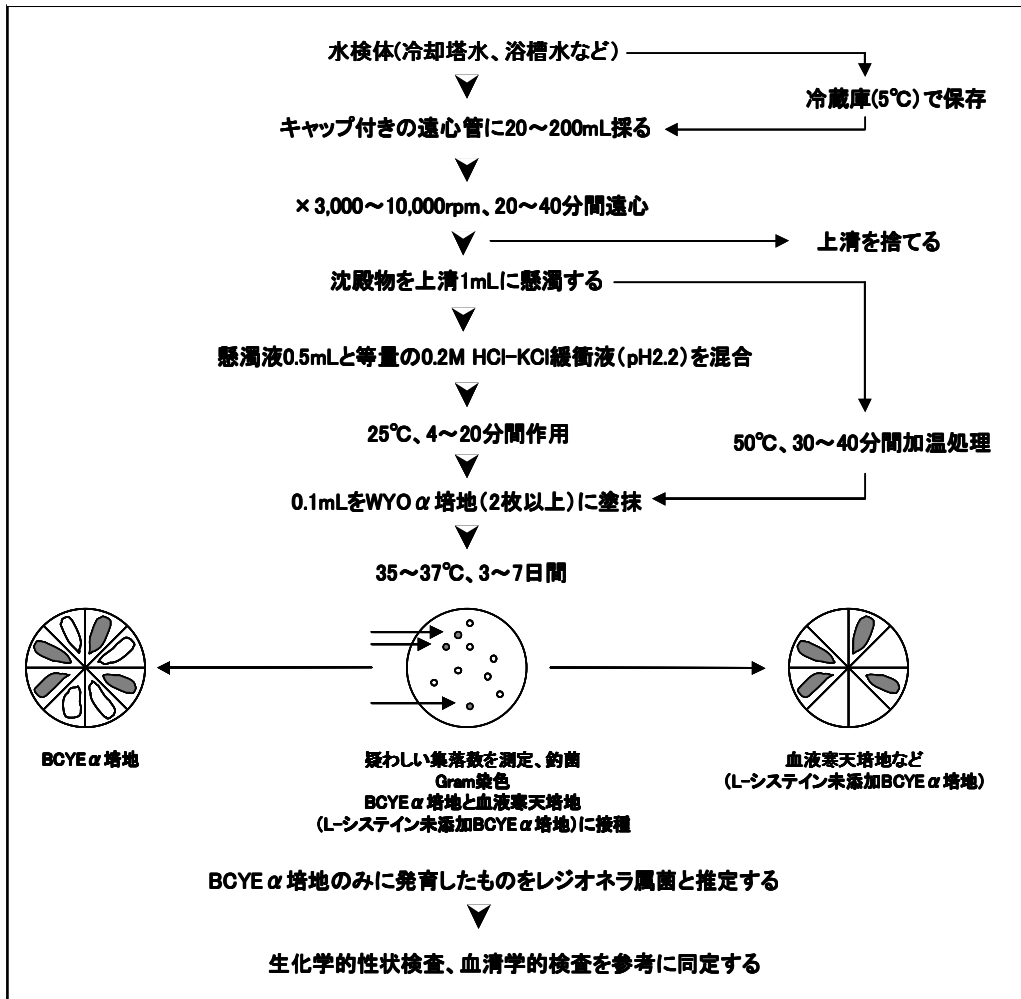 水検体(冷却塔水、浴槽水など)
冷蔵庫(5℃)で保存
キャップ付きの遠心管に20～200mL採る
×3,000～10,000rpm、20～40分間遠心
上清を捨てる
沈殿物を上清1mLに懸濁する
懸濁液0.5mLと等量の0.2M HCl-KCl緩衝液(pH2.2)を混合
25℃、4～20分間作用
50℃、30～40分間加温処理
0.1mLをWYOα培地(2枚以上)に塗抹
35～37℃、3～7日間
BCYEα培地
疑わしい集落数を測定、釣菌
Gram染色
BCYEα培地と血液寒天培地
(L-システイン未添加BCYEα培地)に接種
血液寒天培地など
(L-システイン未添加BCYEα培地)
BCYEα培地のみに発育したものをレジオネラ属菌と推定する
生化学的性状検査、血清学的検査を参考に同定する